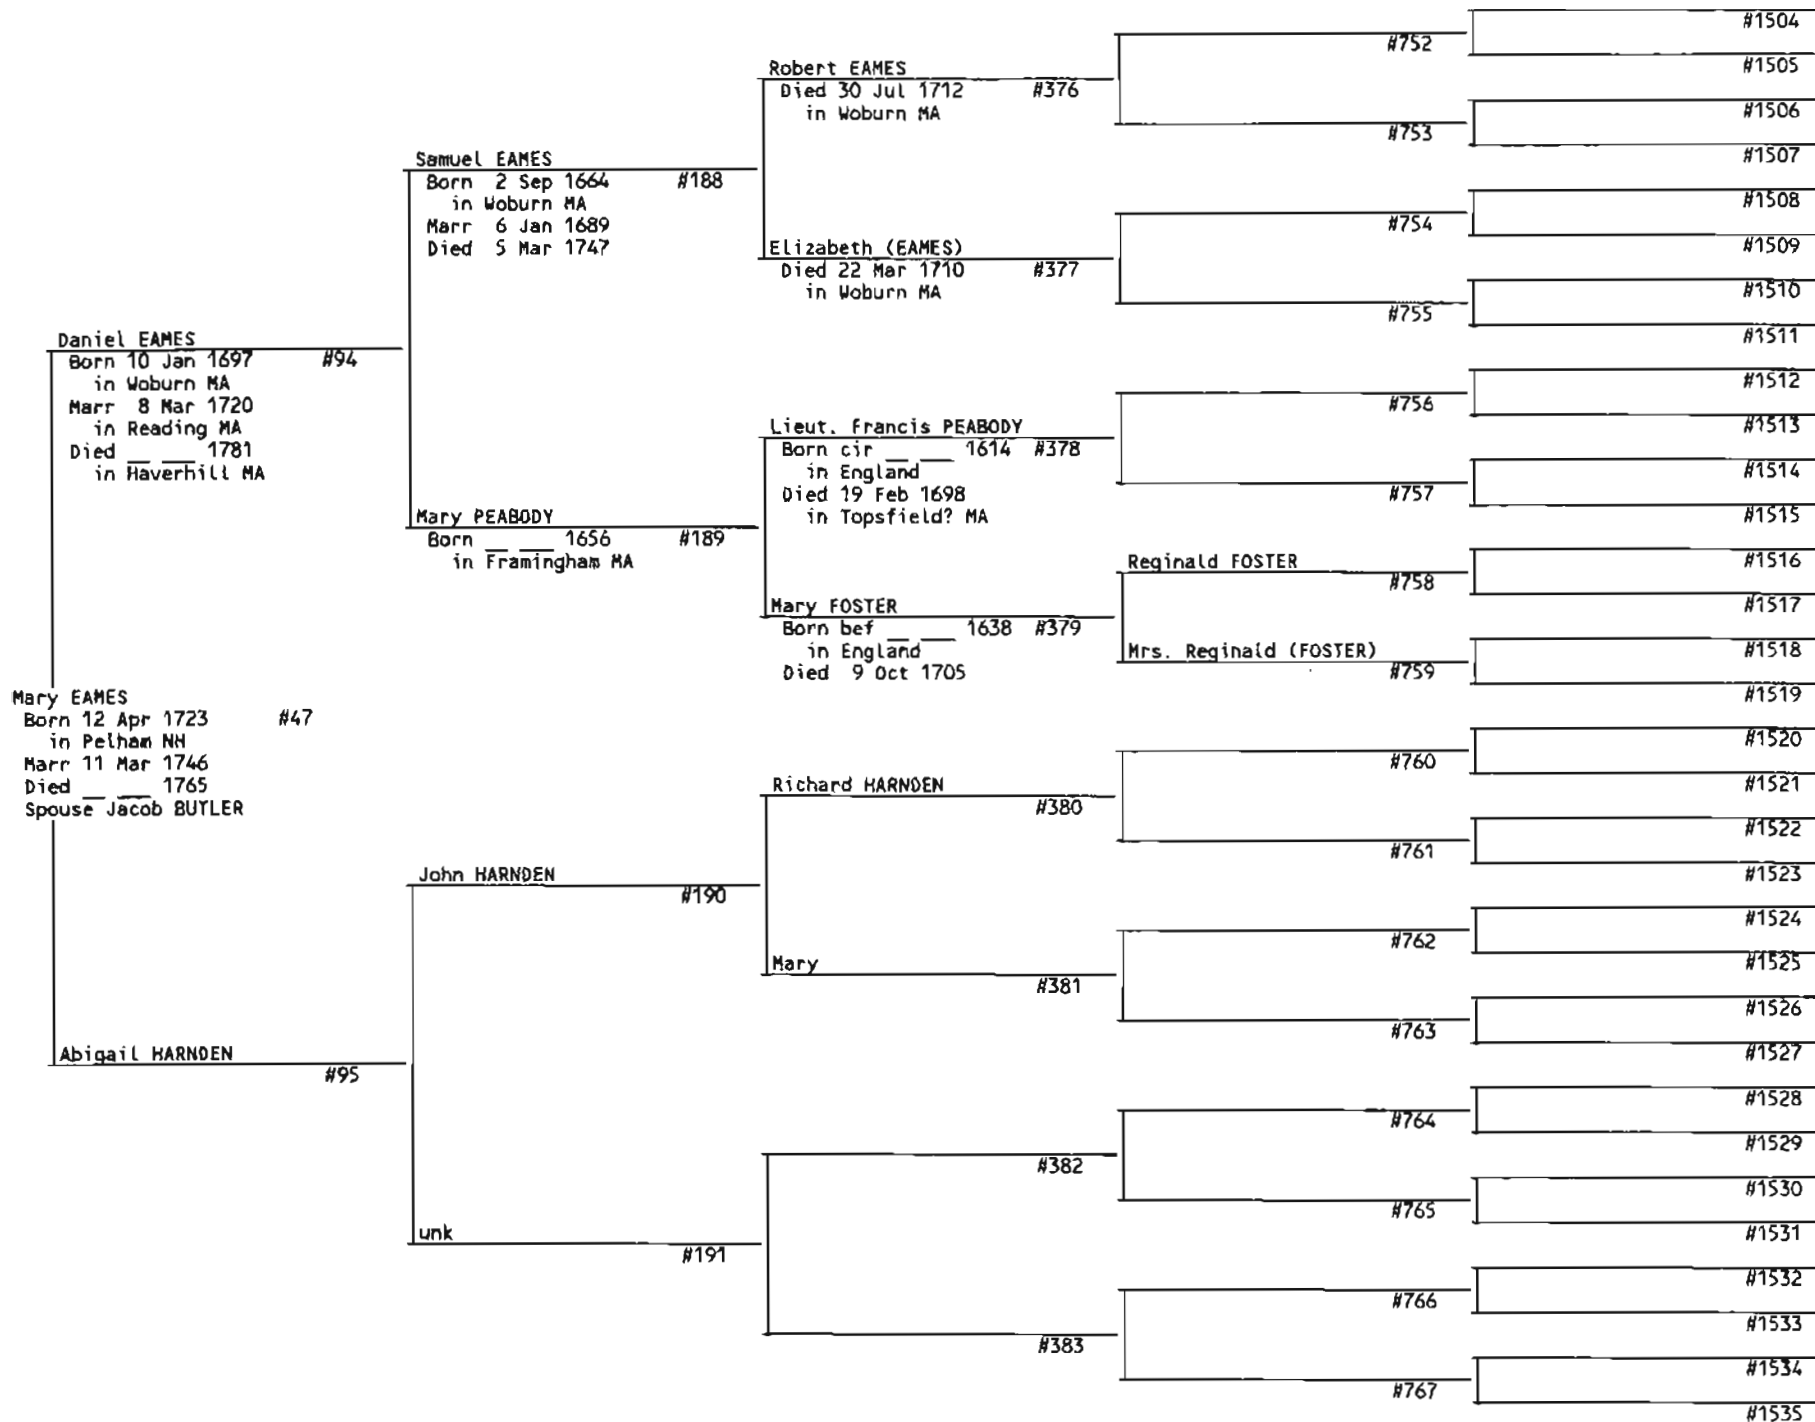 Mary EAMES
Born 12 Apr 1723 #47
in Pelham NH
Marr 11 Mar 1746
Died __ ___ 1765
Spouse Jacob BUTLER
Daniel EAMES
Born 10 Jan 1697 #94
in Woburn MA
Marr 8 Mar 1720
in Reading MA
Died __ ___ 1781
in Haverhill MA
Abigail HARNDEN
#95
Samuel EAMES
Born 2 Sep 1664 #188
in Woburn MA
Marr 6 Jan 1689
Died 5 Mar 1747
Mary PEABODY
Born __ ___ 1656 #189
in Framingham MA
John HARNDEN
#190
unk
#191
Robert EAMES
Died 30 Jul 1712 #376
in Woburn MA
Elizabeth (EAMES)
Died 22 Mar 1710 #377
in Woburn MA
Lieut. Francis PEABODY
Born cir __ ___ 1614 #378
in England
Died 19 Feb 1698
in Topsfield? MA
Mary FOSTER
Born bef __ ___ 1638 #379
in England
Died 9 Oct 1705
Richard HARNDEN
#380
Mary
#381
#382
#383
#752
#753
#754
#755
#756
#757
Reginald FOSTER
#758
Mrs. Reginald (FOSTER)
#759
#760
#761
#762
#763
#764
#765
#766
#767
#1504
#1505
#1506
#1507
#1508
#1509
#1510
#1511
#1512
#1513
#1514
#1515
#1516
#1517
#1518
#1519
#1520
#1521
#1522
#1523
#1524
#1525
#1526
#1527
#1528
#1529
#1530
#1531
#1532
#1533
#1534
#1535